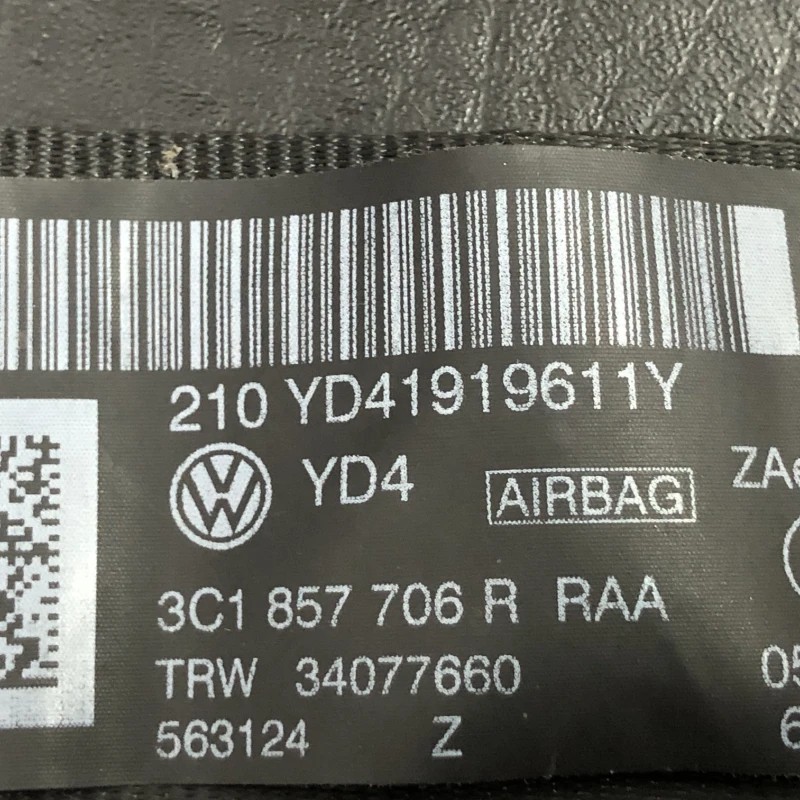 210 YD41919611Y
YD4 AIRBAG
3C1 857 706 R RAA
TRW 34077660
563124 Z